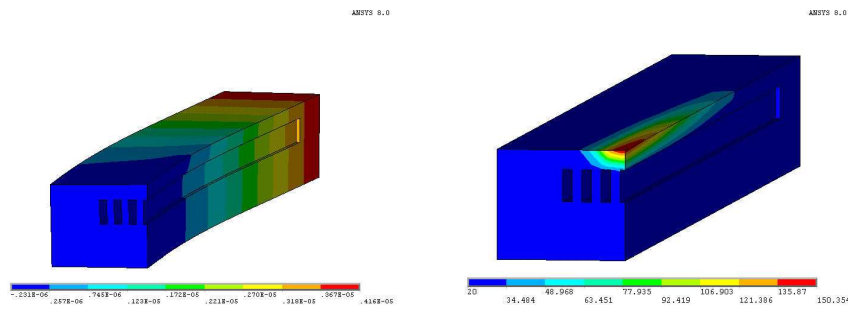 ANSYS 8.0
ANSYS 8.0
-.231E-06 .745E-06 .172E-05 .270E-05 .367E-05
.257E-06 .123E-05 .221E-05 .318E-05 .416E-05
20 48.968 77.935 106.903 135.87
34.484 63.451 92.419 121.386 150.354